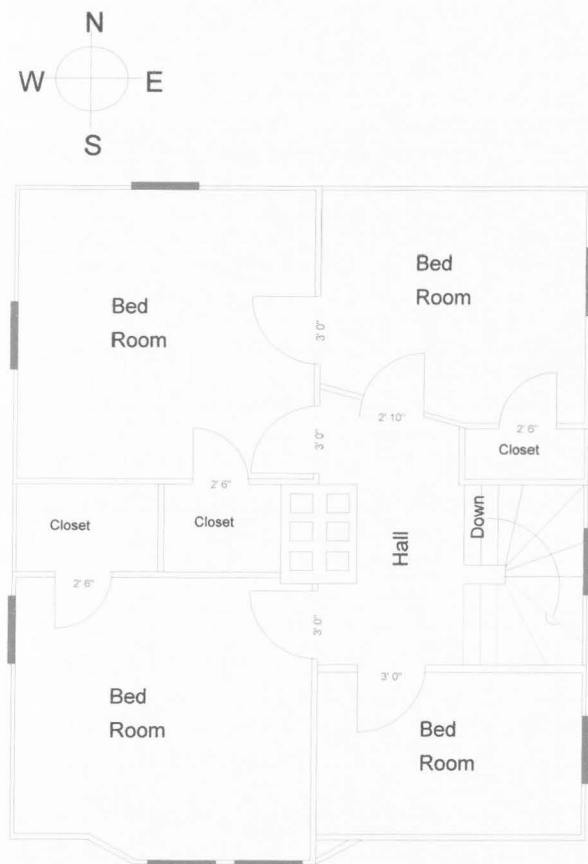 N
W E
S
Bed
Room
Bed
Room
3' 0"
3' 0"
2' 10"
2' 6"
Closet
2' 6"
Closet
Closet
2' 6"
Hall
Down
3' 0"
3' 0"
Bed
Room
Bed
Room